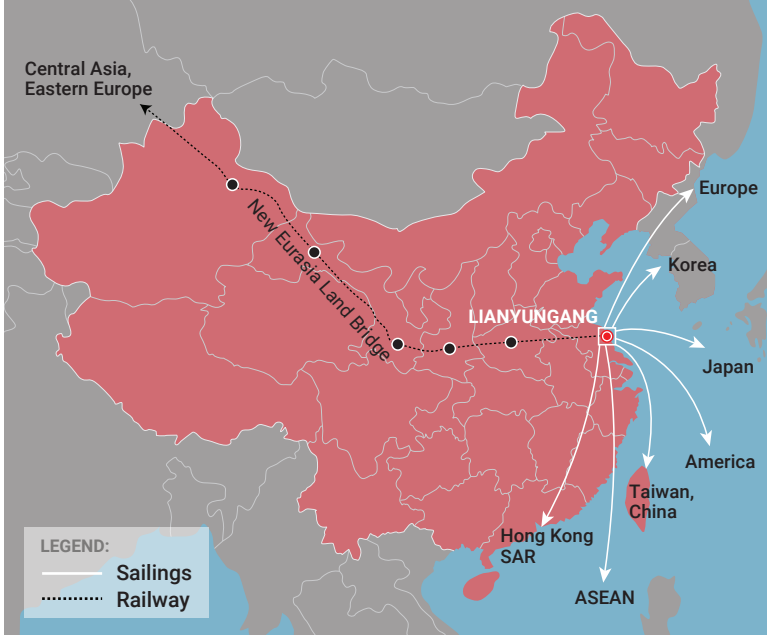 Central Asia,
Eastern Europe
Europe
New Eurasia Land Bridge
Korea
LIANYUNGANG
Japan
America
Taiwan,
China
Hong Kong
SAR
ASEAN
LEGEND:
Sailings
Railway